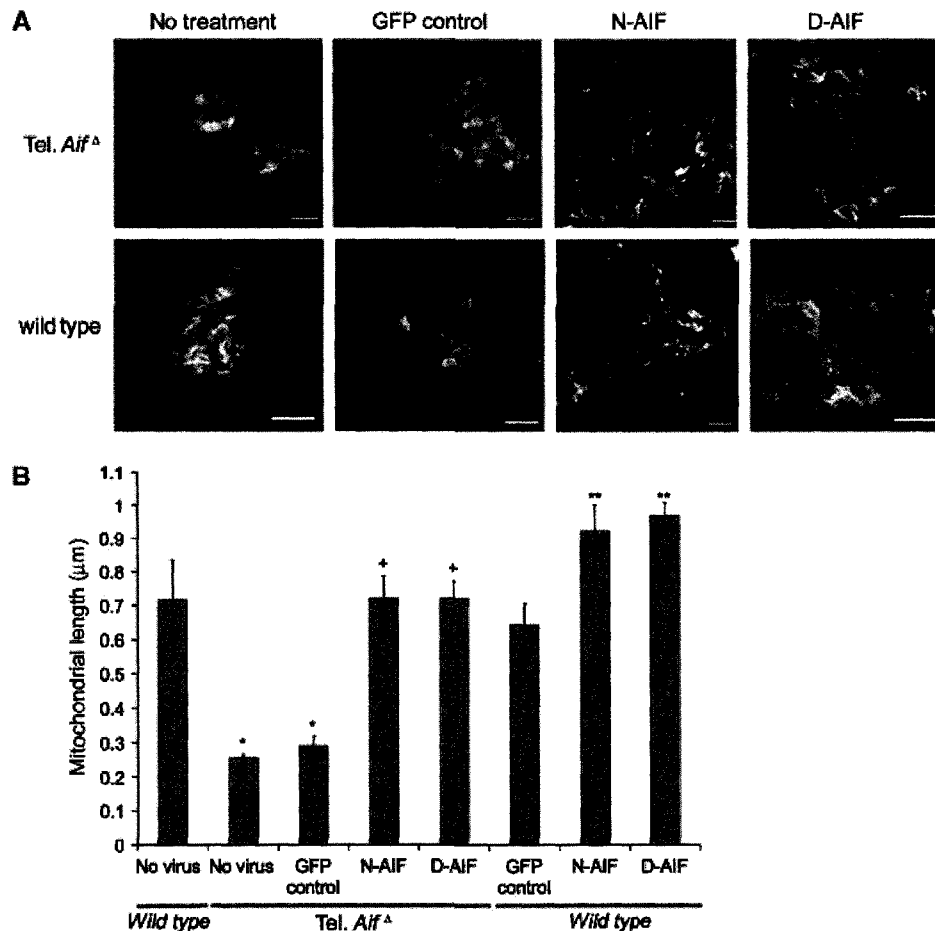 A
No treatment GFP control N-AIF D-AIF
Tel. Aif Δ
wild type
B
Mitochondrial length (μm)
1.1
1
0.9
0.8
0.7
0.6
0.5
0.4
0.3
0.2
0.1
0
* * + + ** **
No virus No virus GFP control N-AIF D-AIF GFP control N-AIF D-AIF
Wild type Tel. Aif Δ Wild type